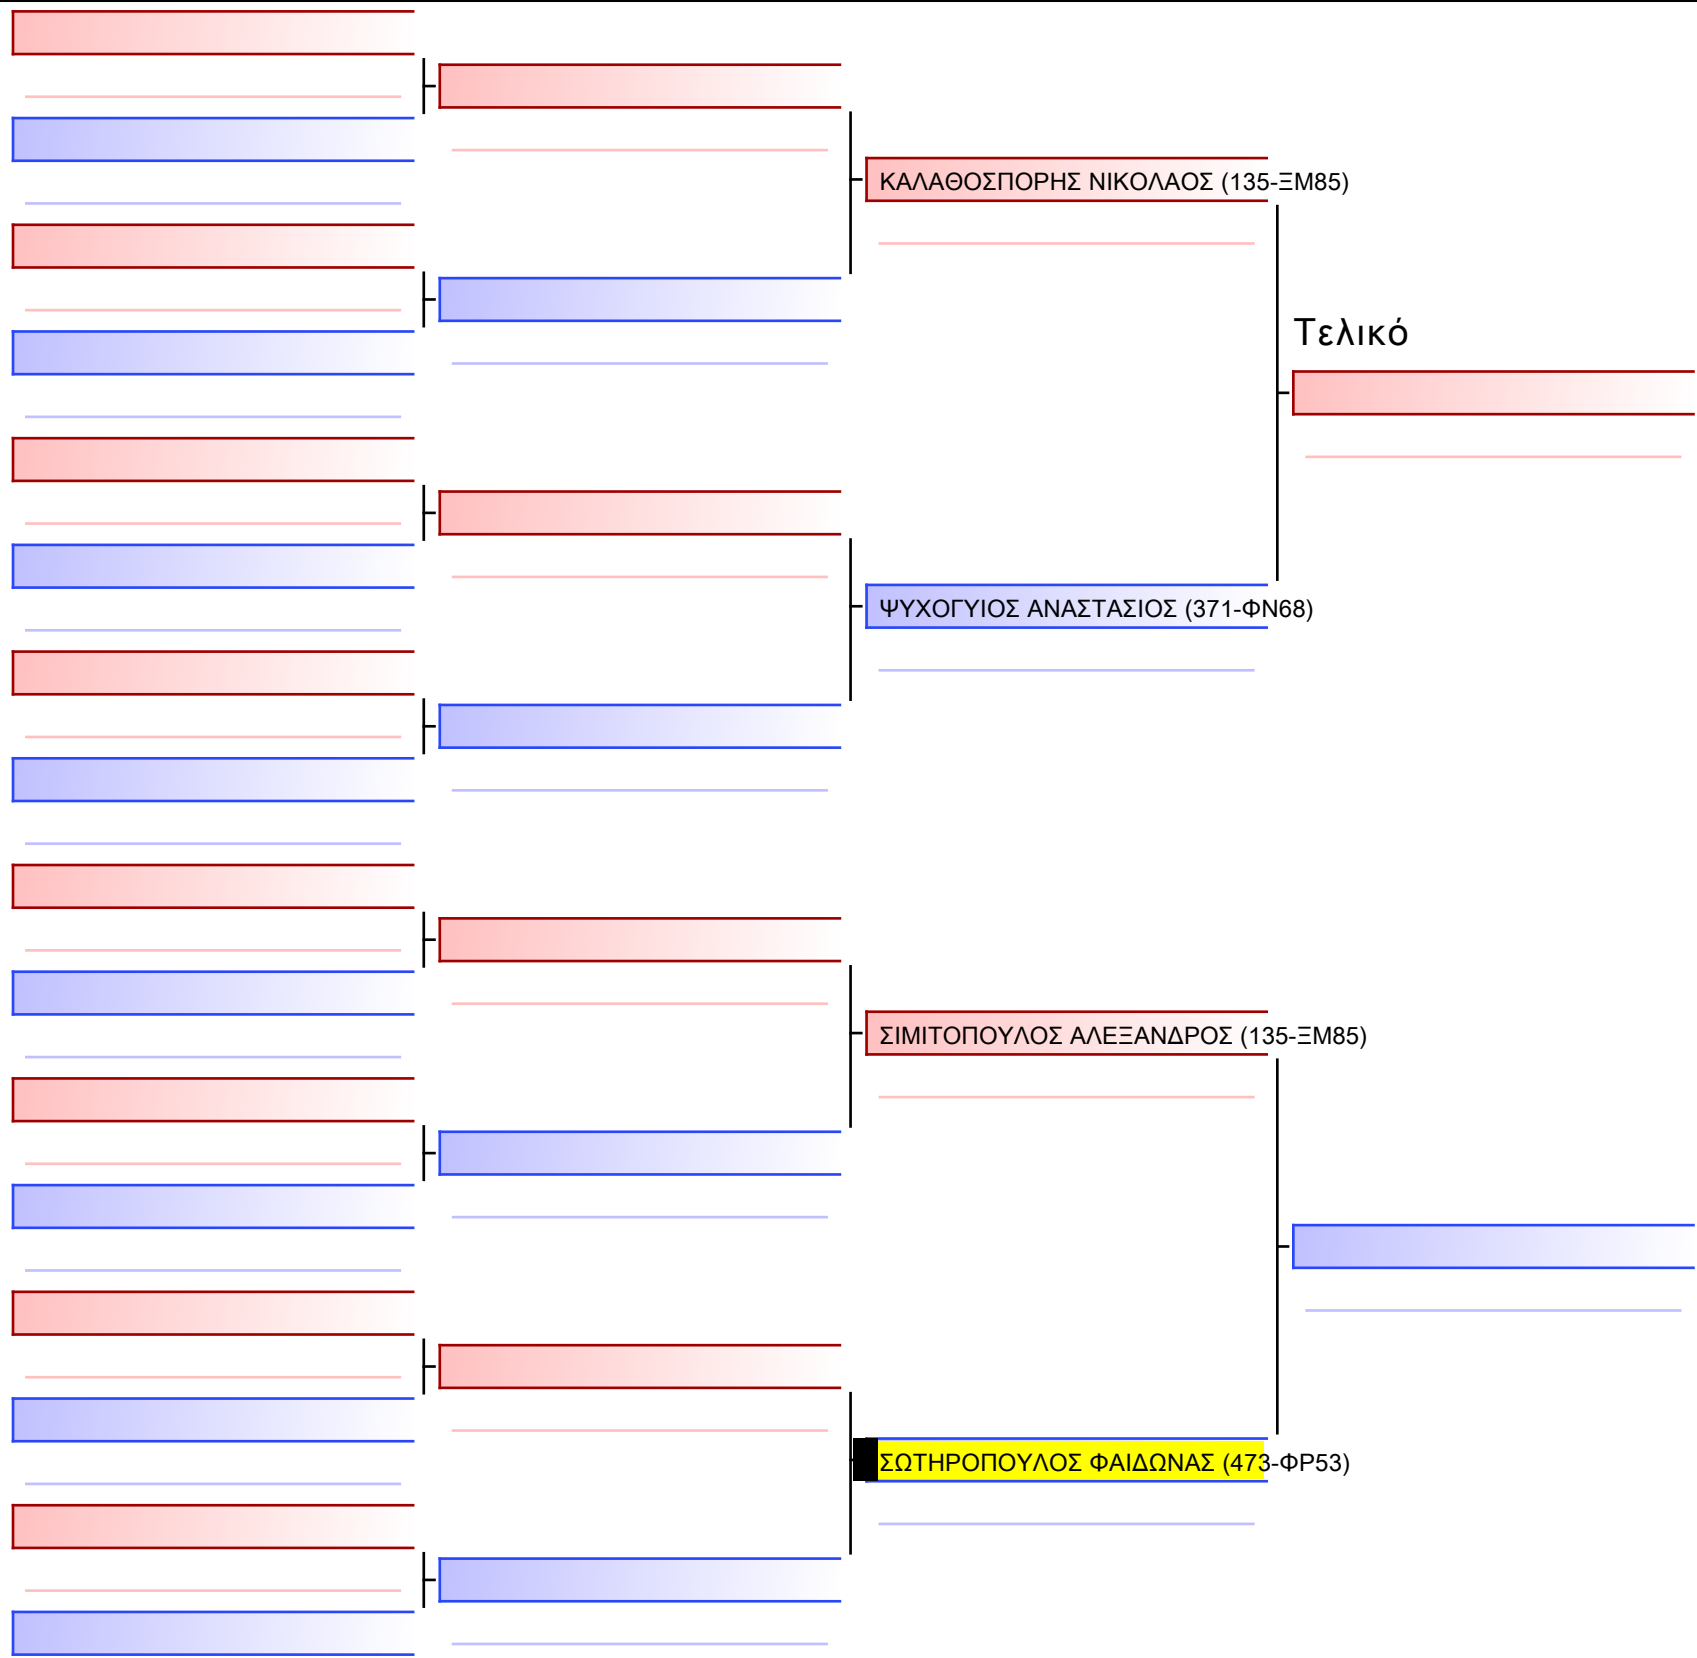 ΚΑΛΑΘΟΣΠΟΡΗΣ ΝΙΚΟΛΑΟΣ (135-ΞΜ85)
Τελικό
ΨΥΧΟΓΥΙΟΣ ΑΝΑΣΤΑΣΙΟΣ (371-ΦΝ68)
ΣΙΜΙΤΟΠΟΥΛΟΣ ΑΛΕΞΑΝΔΡΟΣ (135-ΞΜ85)
ΣΩΤΗΡΟΠΟΥΛΟΣ ΦΑΙΔΩΝΑΣ (473-ΦΡ53)